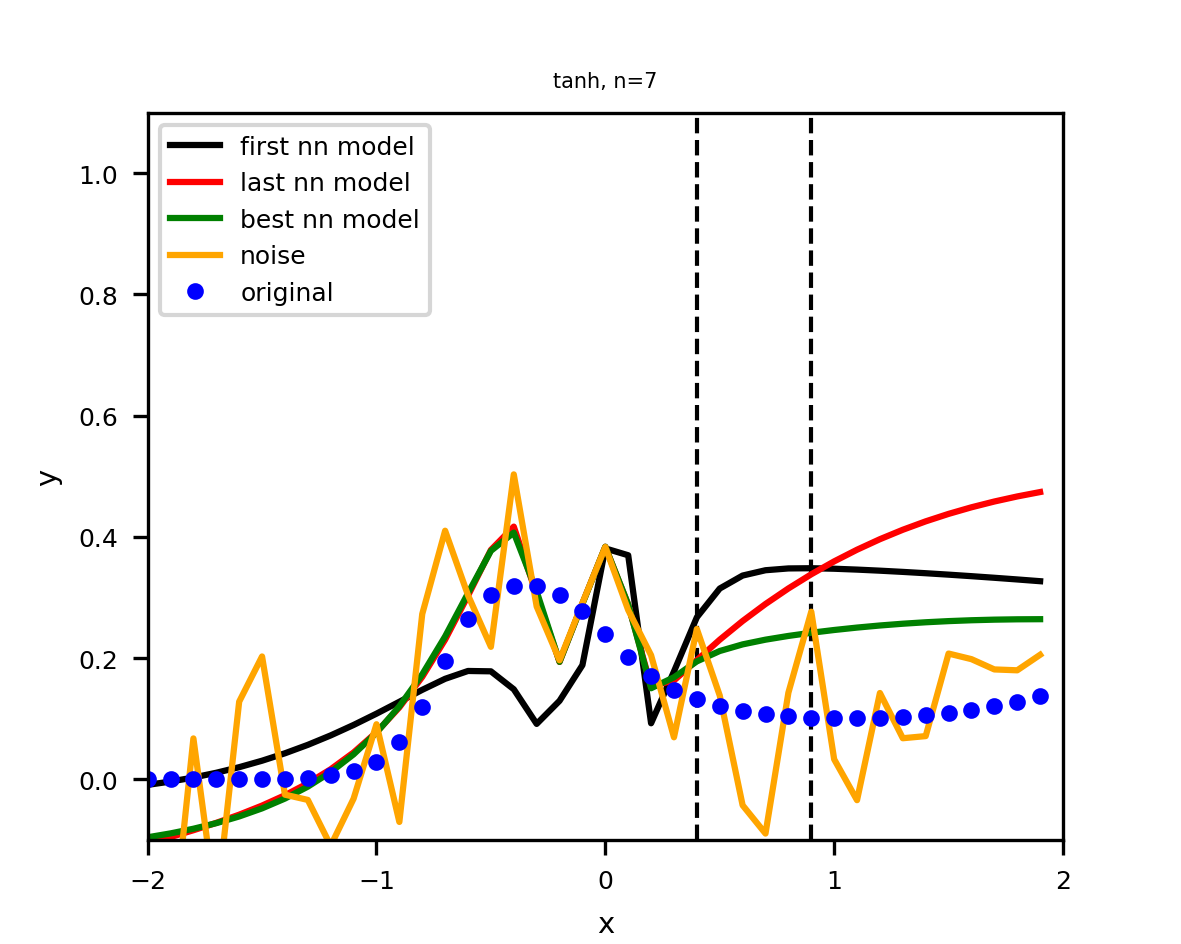 tanh, n=7
first nn model
last nn model
best nn model
noise
original
1.0
0.8
0.6
0.4
0.2
0.0
y
−2
−1
0
1
2
x